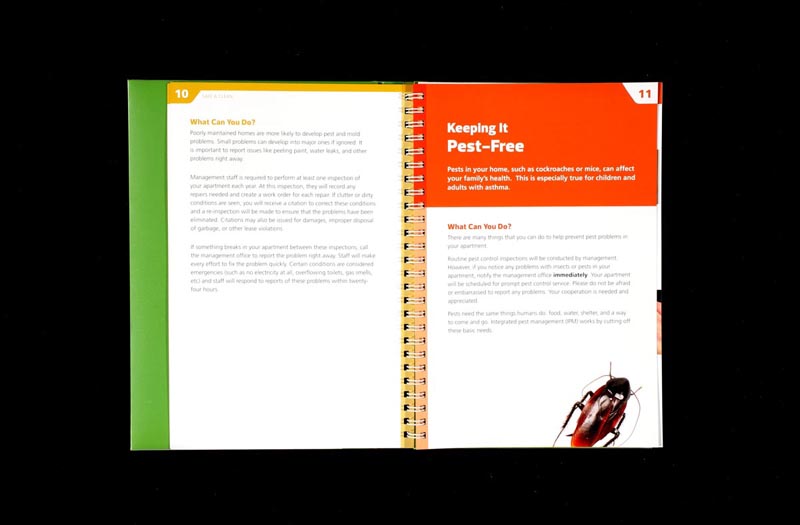 10
SAFE & CLEAN
What Can You Do?
Poorly maintained homes are more likely to develop pest and mold
problems. Small problems can develop into major ones if ignored. It
is important to report issues like peeling paint, water leaks, and other
problems right away.
Management staff is required to perform at least one inspection of
your apartment each year. At this inspection, they will record any
repairs needed and create a work order for each repair. If clutter or dirty
conditions are seen, you will receive a citation to correct these conditions
and a re-inspection will be made to ensure that the problems have been
eliminated. Citations may also be issued for damages, improper disposal
of garbage, or other lease violations.
If something breaks in your apartment between these inspections, call
the management office to report the problem right away. Staff will make
every effort to fix the problem quickly. Certain conditions are considered
emergencies (such as no electricity at all, overflowing toilets, gas smells,
etc) and staff will respond to reports of these problems within twenty-
four hours.
11
Keeping It
Pest-Free
Pests in your home, such as cockroaches or mice, can affect
your family's health. This is especially true for children and
adults with asthma.
What Can You Do?
There are many things that you can do to help present pest problems in
your apartment.
Routine pest control inspections will be conducted by management.
However, if you notice any problems with insects or pests in your
apartment, notify the management office immediately. Your apartment
will be scheduled for prompt pest control service. Please do not be afraid
or embarrassed to report any problems. Your cooperation is needed and
appreciated.
Pests need the same things humans do: food, water, shelter, and a way
to come and go. Integrated pest management (IPM) works by cutting off
these basic needs.